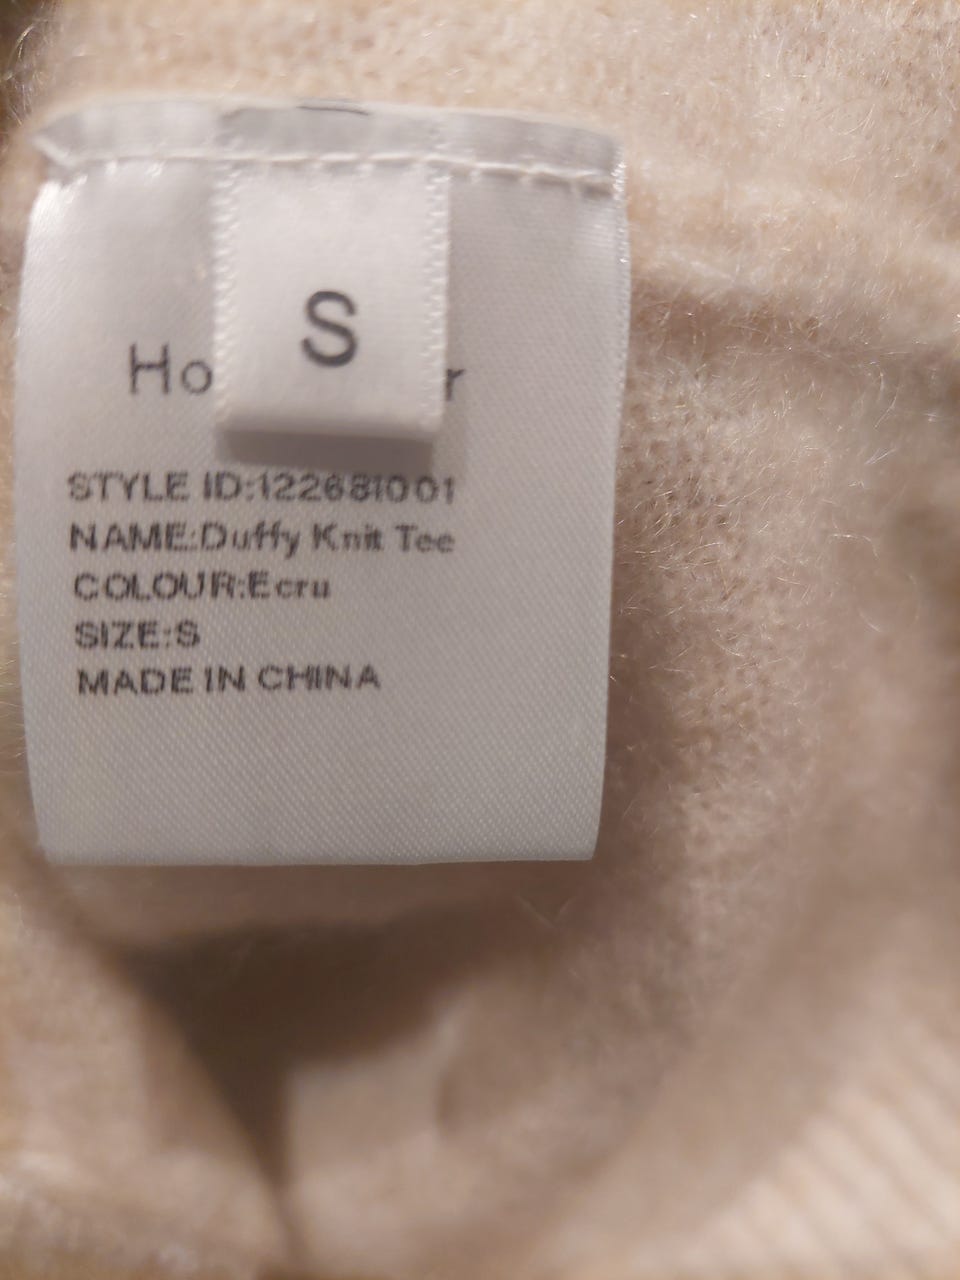 S
STYLE ID:122681001
NAME:Duffy Knit Tee
COLOUR:Ecru
SIZE:S
MADE IN CHINA